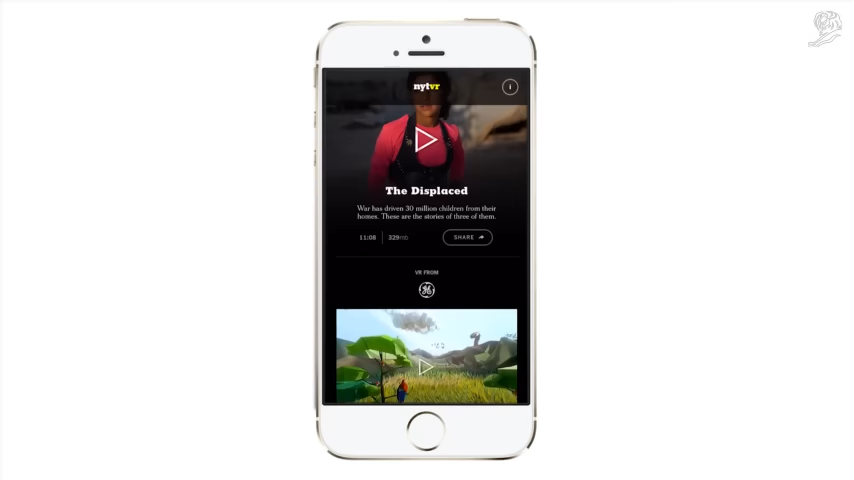 nytvr
i
The Displaced
War has driven 30 million children from their
homes. These are the stories of three of them.
11:08 329mb SHARE
VR FROM
GE